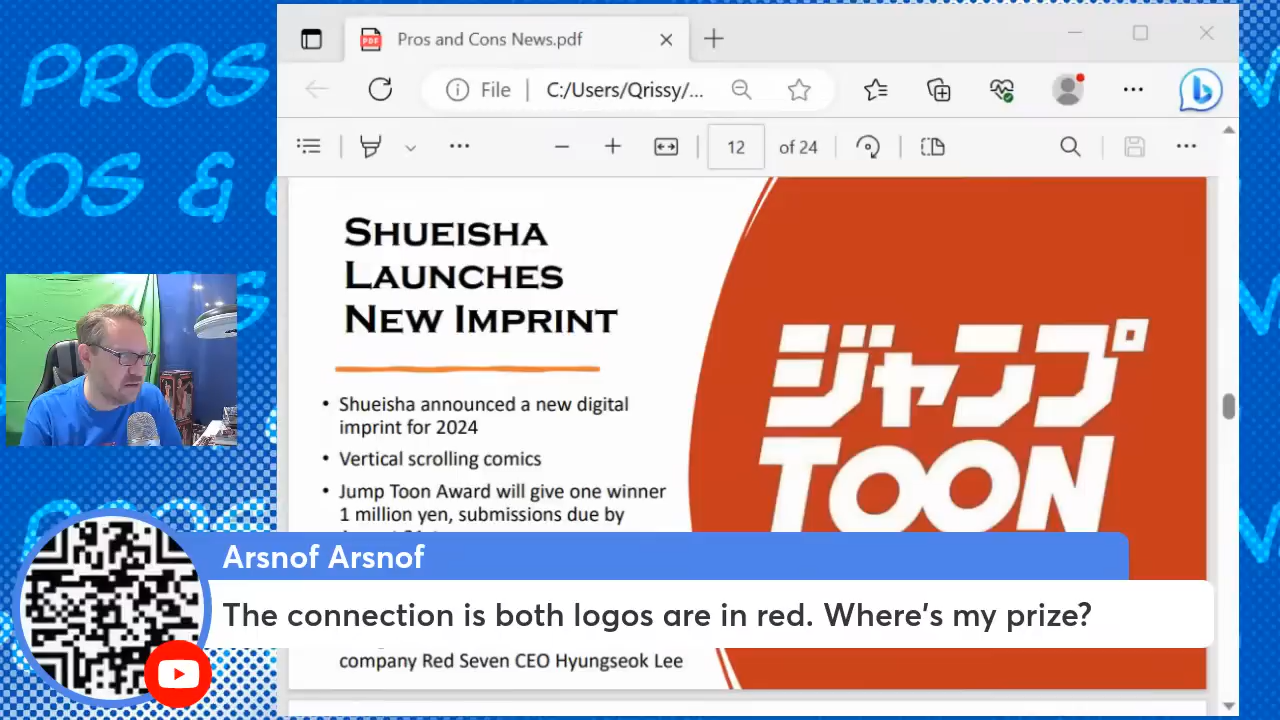 PROS
OS &
Pros and Cons News.pdf
File
C:/Users/Qrissy/...
12
of 24
SHUEISHA
LAUNCHES
NEW IMPRINT
• Shueisha announced a new digital
imprint for 2024
• Vertical scrolling comics
• Jump Toon Award will give one winner
1 million yen, submissions due by
company Red Seven CEO Hyungseok Lee
ジャンプ
TOON
Arsnof Arsnof
The connection is both logos are in red. Where's my prize?